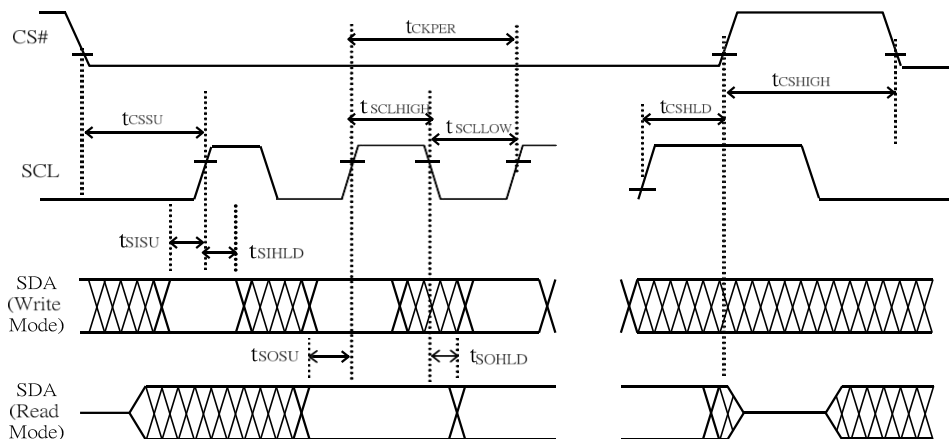 CS#
tCKPER
tCSHIGH
tSCLHIGH
tCSHLD
tCSSU
tSCLLOW
SCL
tSISU
tSIHLD
SDA
(Write
Mode)
tSOSU
tSOHLD
SDA
(Read
Mode)